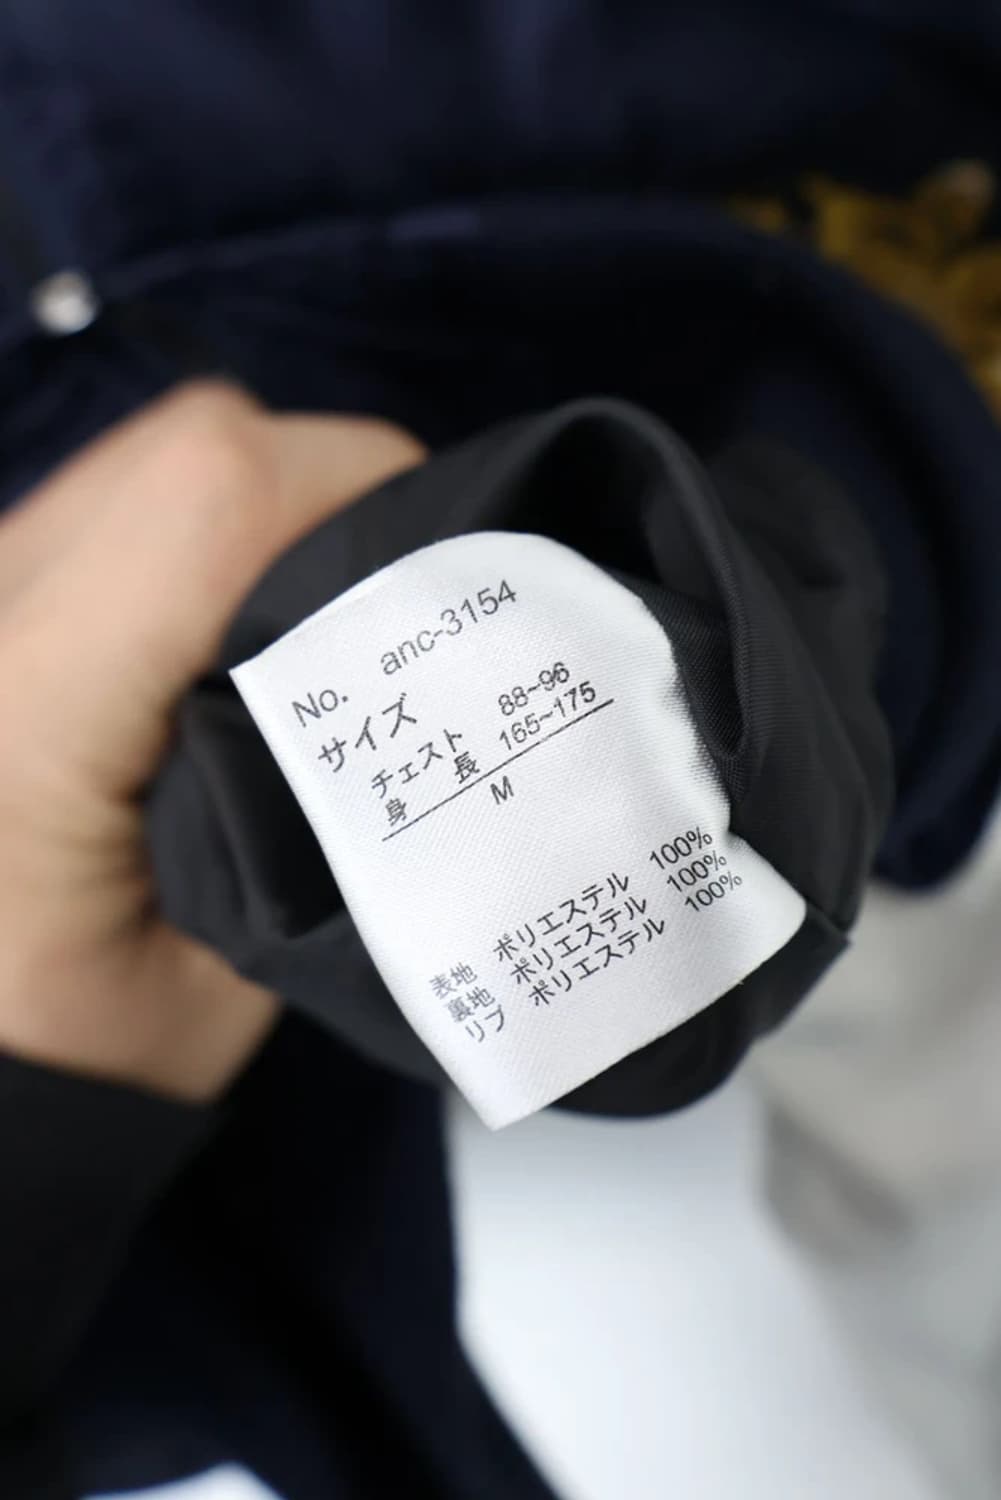 No. anc-3154
サイズ
チェスト 88~96
身長 165~175
M
表地 ポリエステル 100%
裏地 ポリエステル 100%
リブ ポリエステル 100%